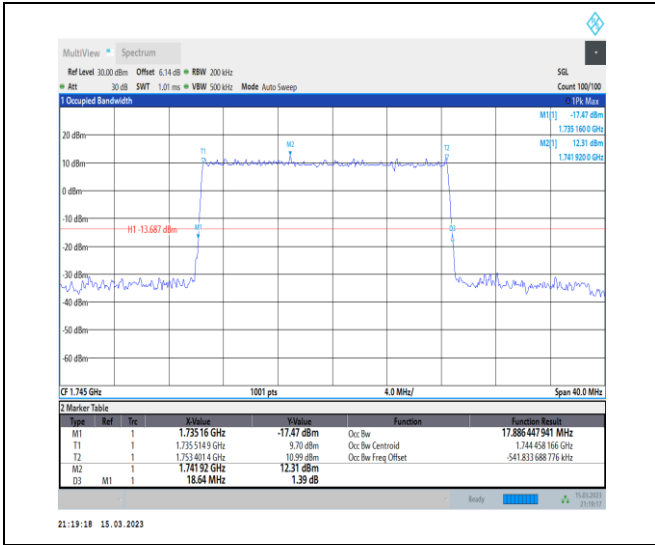 MultiView Spectrum
Ref Level 30.00 dBm Offset 6.14 dB RBW 200 kHz SGL
Att 30 dB SWT 1.01 ms VBW 500 kHz Mode Auto Sweep Count 100/100
1 Occupied Bandwidth 1Pk Max
M1[1] -17.47 dBm
1.735 160 0 GHz
M2[1] 12.31 dBm
1.741 920 0 GHz
20 dBm
M2
T1
T2
10 dBm
0 dBm
-10 dBm
H1 -13.687 dBm
M1
D3
-20 dBm
-30 dBm
-40 dBm
-50 dBm
-60 dBm
CF 1.745 GHz 1001 pts 4.0 MHz/ Span 40.0 MHz
2 Marker Table
Type Ref Trc X-Value Y-Value Function Function Result
M1 1 1.73516 GHz -17.47 dBm Occ Bw 17.886 447 941 MHz
T1 1 1.735 514 9 GHz 9.70 dBm Occ Bw Centroid 1.744 458 166 GHz
T2 1 1.753 401 4 GHz 10.99 dBm Occ Bw Freq Offset -541.833 688 776 kHz
M2 1 1.741 92 GHz 12.31 dBm
D3 M1 1 18.64 MHz 1.39 dB
Ready 15.03.2023
21:19:17
21:19:18 15.03.2023